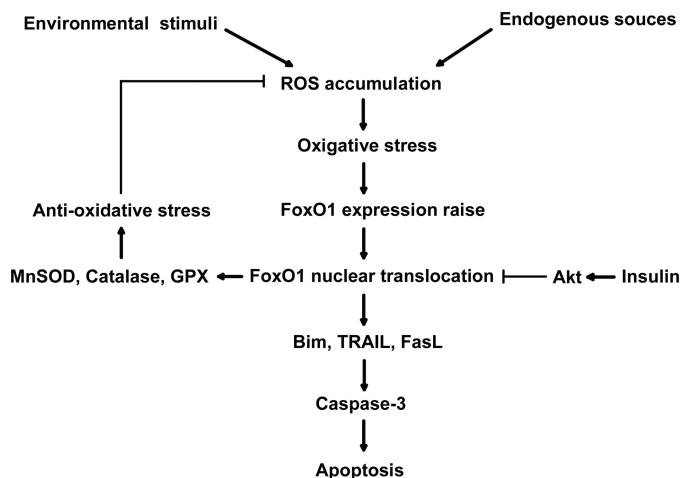 Environmental stimuli
Endogenous souces
ROS accumulation
Oxigative stress
Anti-oxidative stress
FoxO1 expression raise
MnSOD, Catalase, GPX
FoxO1 nuclear translocation
Akt
Insulin
Bim, TRAIL, FasL
Caspase-3
Apoptosis